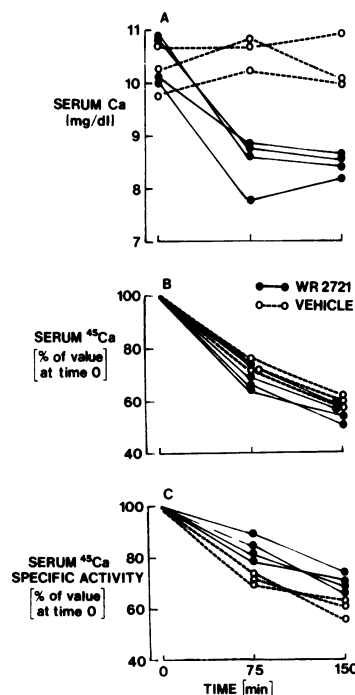 A
11
10
9
8
7
SERUM Ca
[mg/dl]
B
WR 2721
VEHICLE
100
80
60
40
SERUM 45Ca
[% of value]
at time 0
C
100
80
60
40
SERUM 45Ca
SPECIFIC ACTIVITY
[% of value]
at time 0
0 75 150
TIME [min]